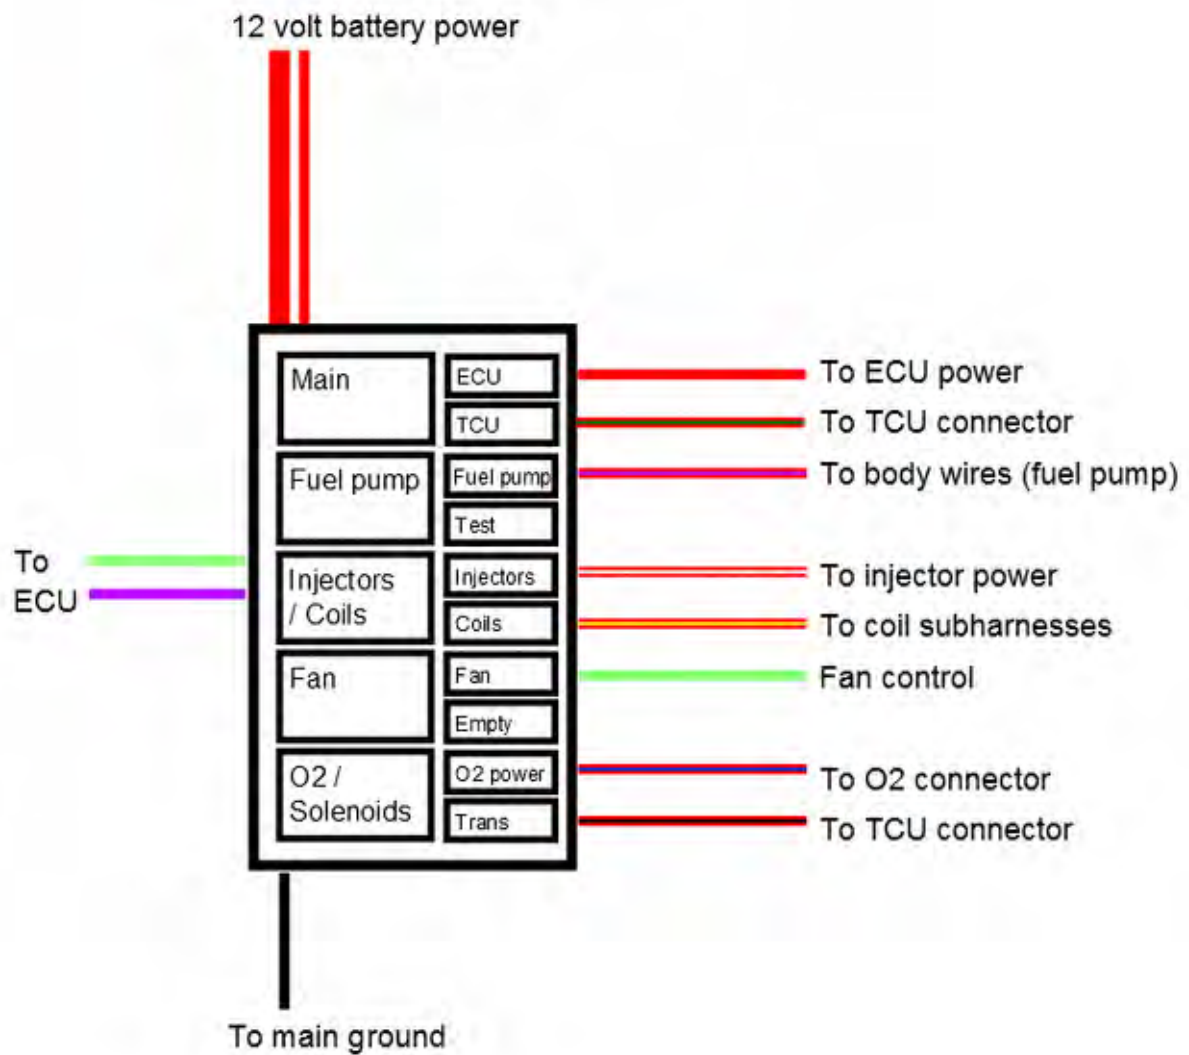 12 volt battery power
Main
ECU
To ECU power
TCU
To TCU connector
Fuel pump
Fuel pump
To body wires (fuel pump)
Test
To
ECU
Injectors
/ Coils
Injectors
To injector power
Coils
To coil subharnesses
Fan
Fan
Fan control
Empty
O2 /
Solenoids
O2 power
To O2 connector
Trans
To TCU connector
To main ground